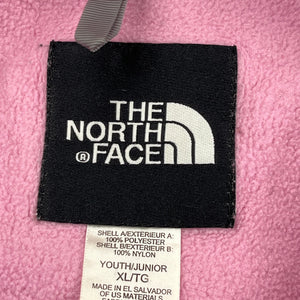 THE
NORTH
® FACE
SHELL A/EXTERIEUR A:
100% POLYESTER
SHELL B/EXTERIEUR B:
100% NYLON
YOUTH/JUNIOR
XL/TG
MADE IN EL SALVADOR
OF US MATERIALS